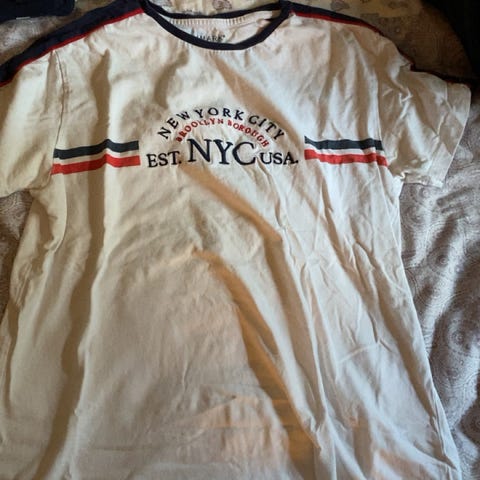 NEW YORK CITY
BROOKLYN BOROUGH
EST. NYC USA.